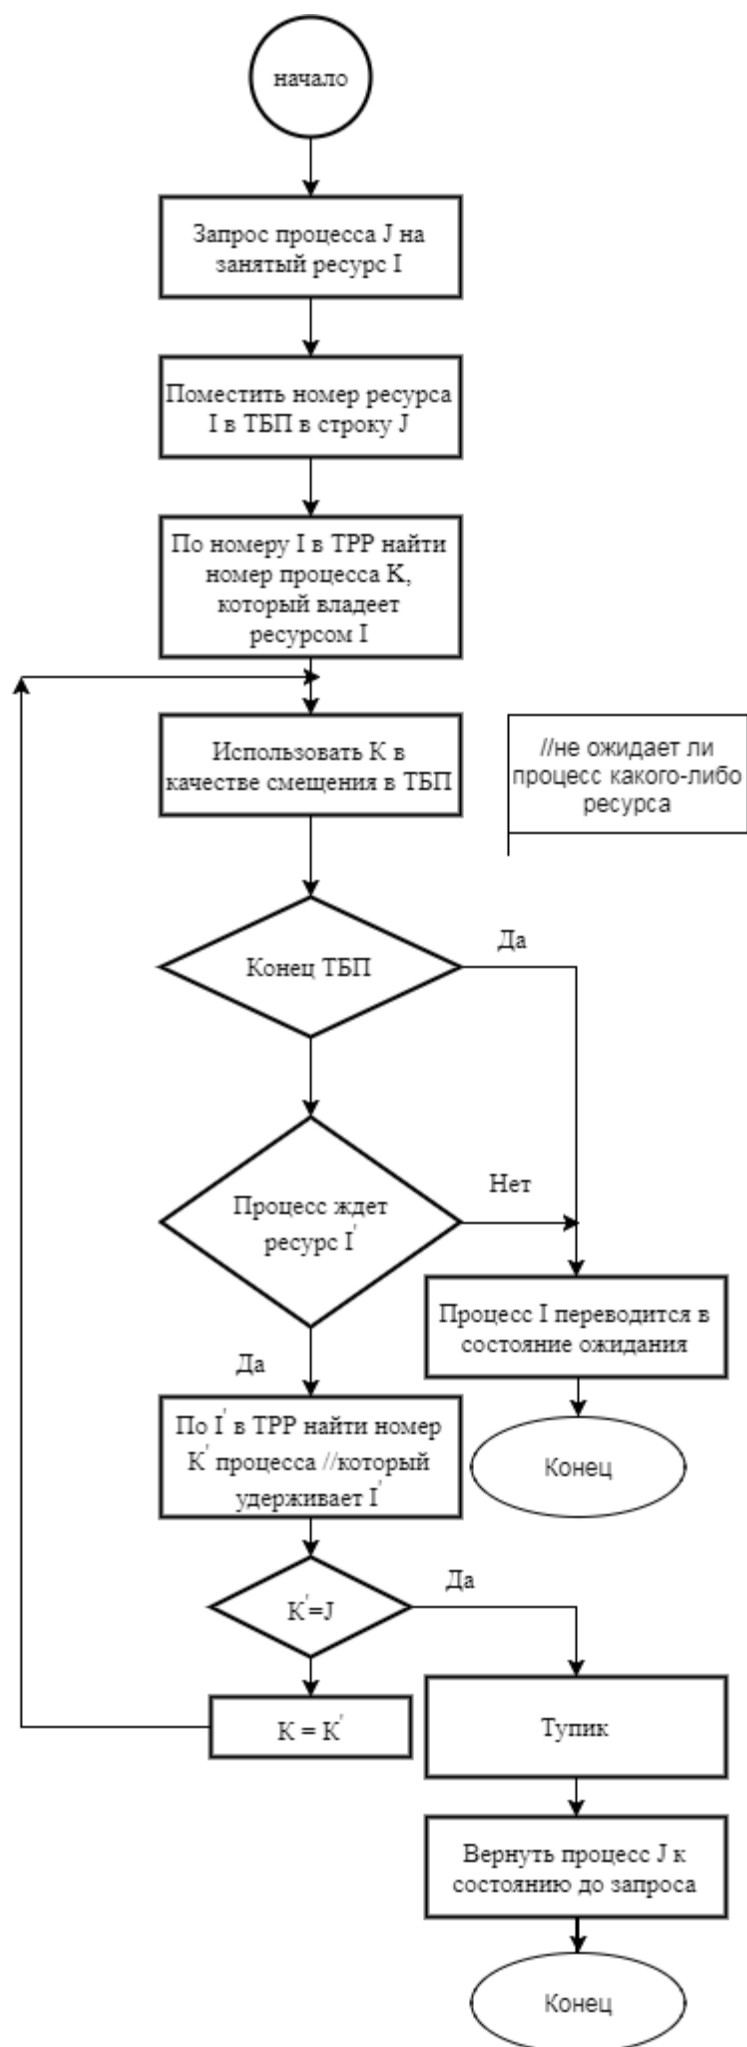 начало
Запрос процесса J на
занятый ресурс I
Поместить номер ресурса
I в ТБП в строку J
По номеру I в ТРР найти
номер процесса K,
который владеет
ресурсом I
Использовать К в
качестве смещения в ТБП
//не ожидает ли
процесс какого-либо
ресурса
Конец ТБП
Да
Процесс ждет
ресурс I'
Нет
Да
Процесс I переводится в
состояние ожидания
Конец
По I' в ТРР найти номер
К' процесса //который
удерживает I'
К'=J
Да
К = К'
Тупик
Вернуть процесс J к
состоянию до запроса
Конец